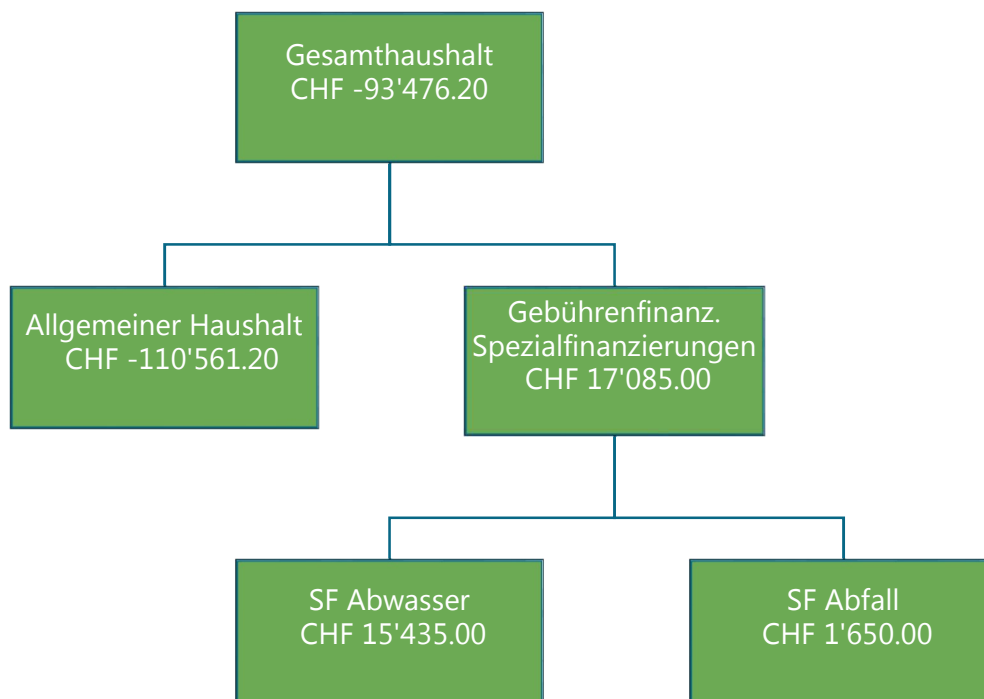 Gesamthaushalt
CHF -93'476.20
Allgemeiner Haushalt
CHF -110'561.20
Gebührenfinanz.
Spezialfinanzierungen
CHF 17'085.00
SF Abwasser
CHF 15'435.00
SF Abfall
CHF 1'650.00